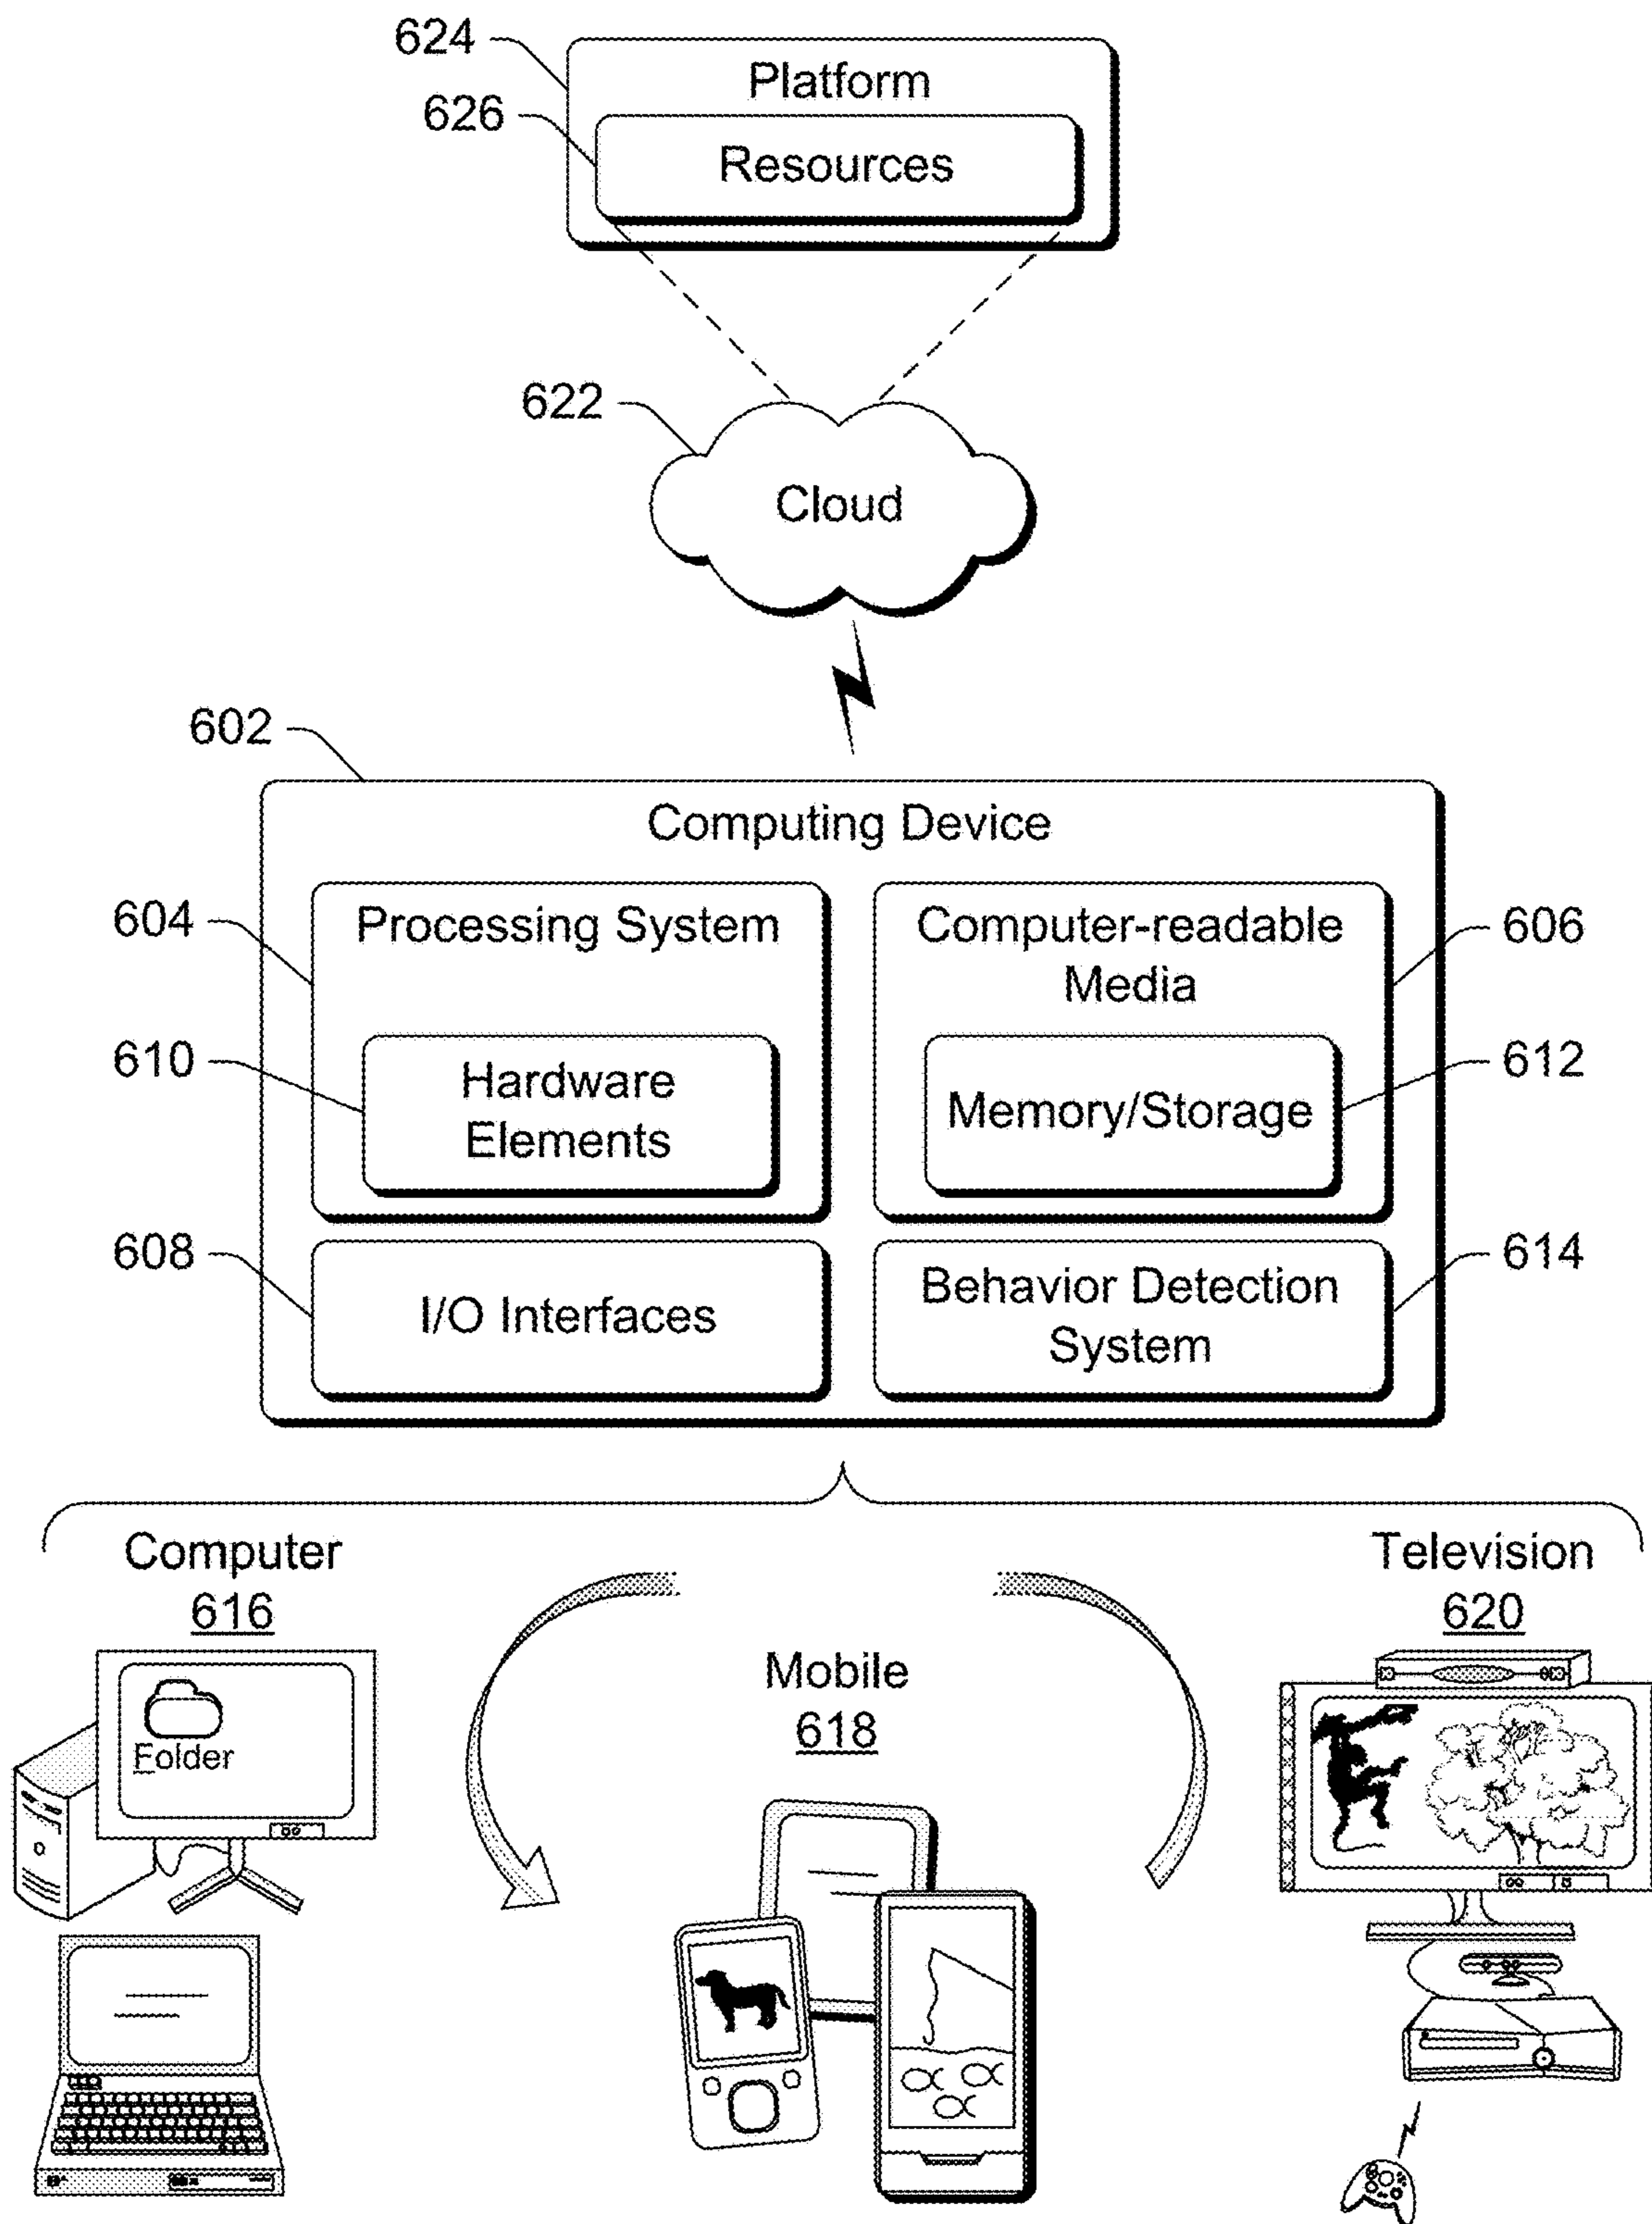 624
Platform
626
Resources
622
Cloud
602
Computing Device
604
Processing System
Computer-readable
Media
606
610
Hardware
Elements
Memory/Storage
612
608
I/O Interfaces
Behavior Detection
System
614
Computer
616
Folder
Mobile
618
Television
620